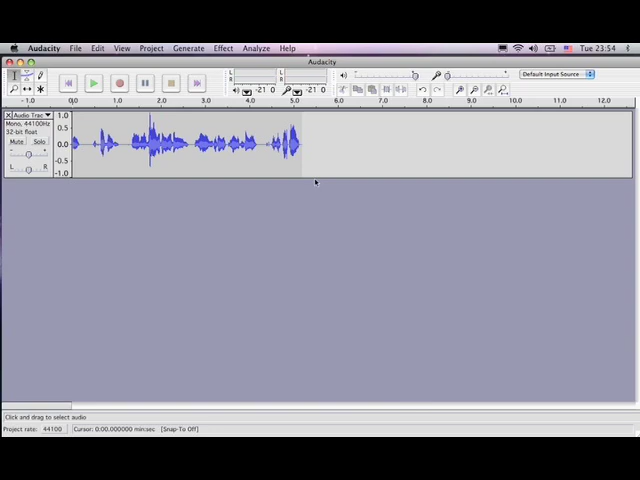 Audacity File Edit View Project Generate Effect Analyze Help Tue 23:54
Audacity
L
R
-21 0
L
R
-21 0
Default Input Source
-1.0 0.0 1.0 2.0 3.0 4.0 5.0 6.0 7.0 8.0 9.0 10.0 11.0 12.0
X Audio Trac
Mono, 44100Hz
32-bit float
Mute Solo
- +
L R
1.0
0.5
0.0
-0.5
-1.0
Click and drag to select audio
Project rate: 44100 Cursor: 0:00.000000 min:sec [Snap-To Off]